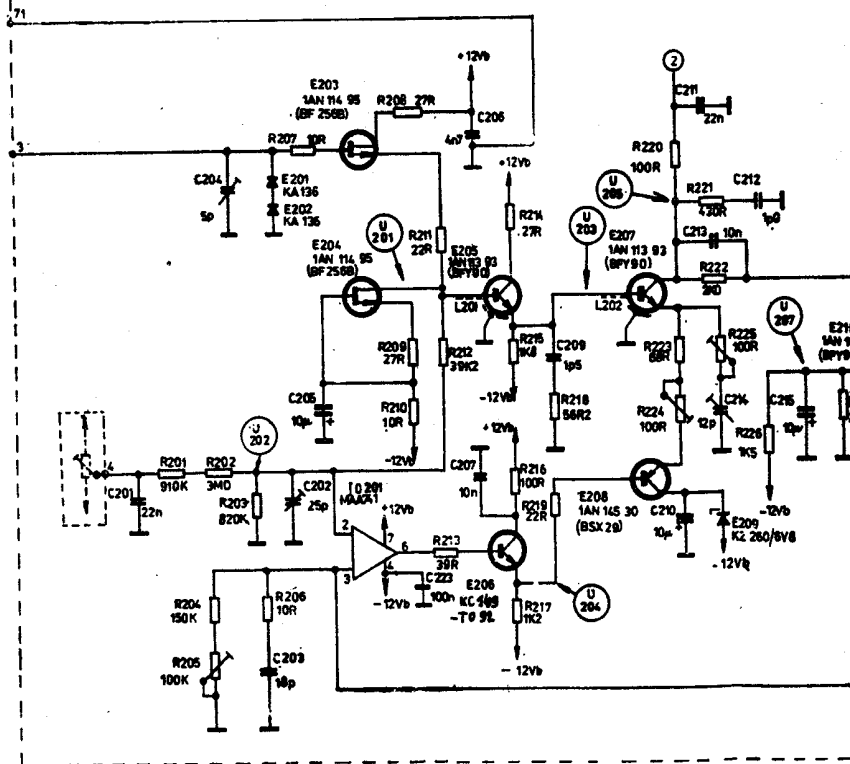 71
+12Vb
2
E203
1AN 114 95
(BF 256B)
R208 27R
C206
4n7
C211
22n
R207 10R
3
+12Vb
R220
100R
C204
5p
E201
KA136
E202
KA 136
R214
27R
U
203
R221
430R
C212
C213 10n
E204
1AN 114 95
(BF256B)
U
201
R211
22R
E205
1AN 113 93
(BFY90)
E207
1AN 113 93
(BFY90)
R222
L201
L202
U
207
R209
27R
R212
39K2
R215
1K8
C209
1p5
R223
68R
R225
100R
C205
10µ
+
R210
10R
-12Vb
-12Vb
R218
56R2
R224
100R
C214
12p
R226
1K5
C215
10µ
+
U
202
+12Vb
4
R201
910K
R202
3M0
C207
10n
R216
100R
C201
22n
R203
820K
C202
25p
+12Vb
R219
22R
E208
1AN 145 30
(BSX 29)
C210
10µ
+
E209
KZ 260/6V8
-12Vb
-12Vb
2
7
6
3
4
R213
39R
C223
100n
-12Vb
E206
-TO 92
U
204
R204
150K
R206
10R
R217
1K2
R205
100K
C203
18p
- 12Vb